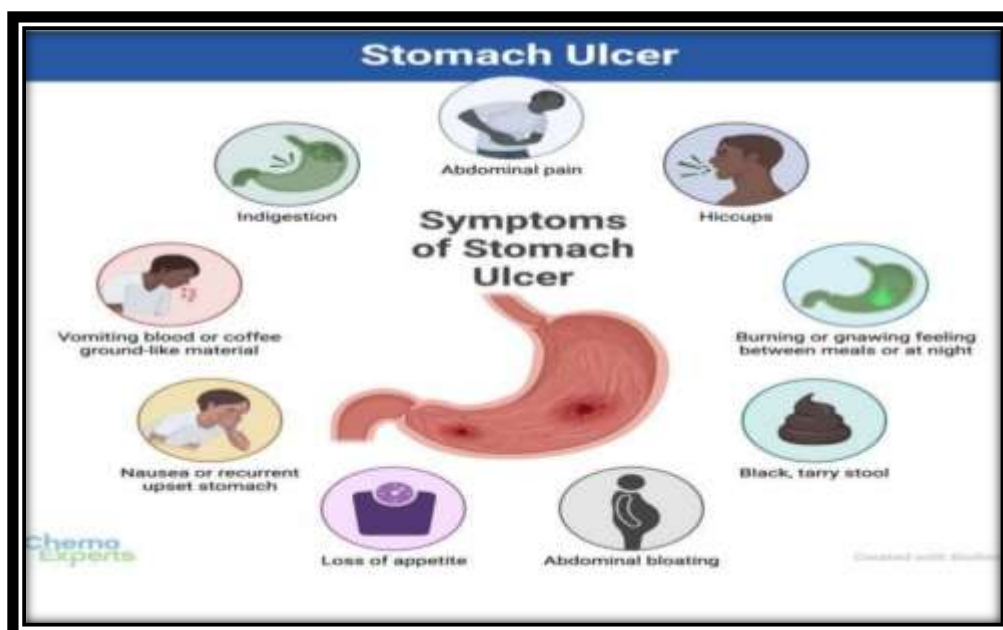 Stomach Ulcer
Abdominal pain
Indigestion
Hiccups
Symptoms
of Stomach
Ulcer
Vomiting blood or coffee
ground-like material
Burning or gnawing feeling
between meals or at night
Nausea or recurrent
upset stomach
Black, tarry stool
Loss of appetite
Abdominal bloating
Chemo
Experts
Created with